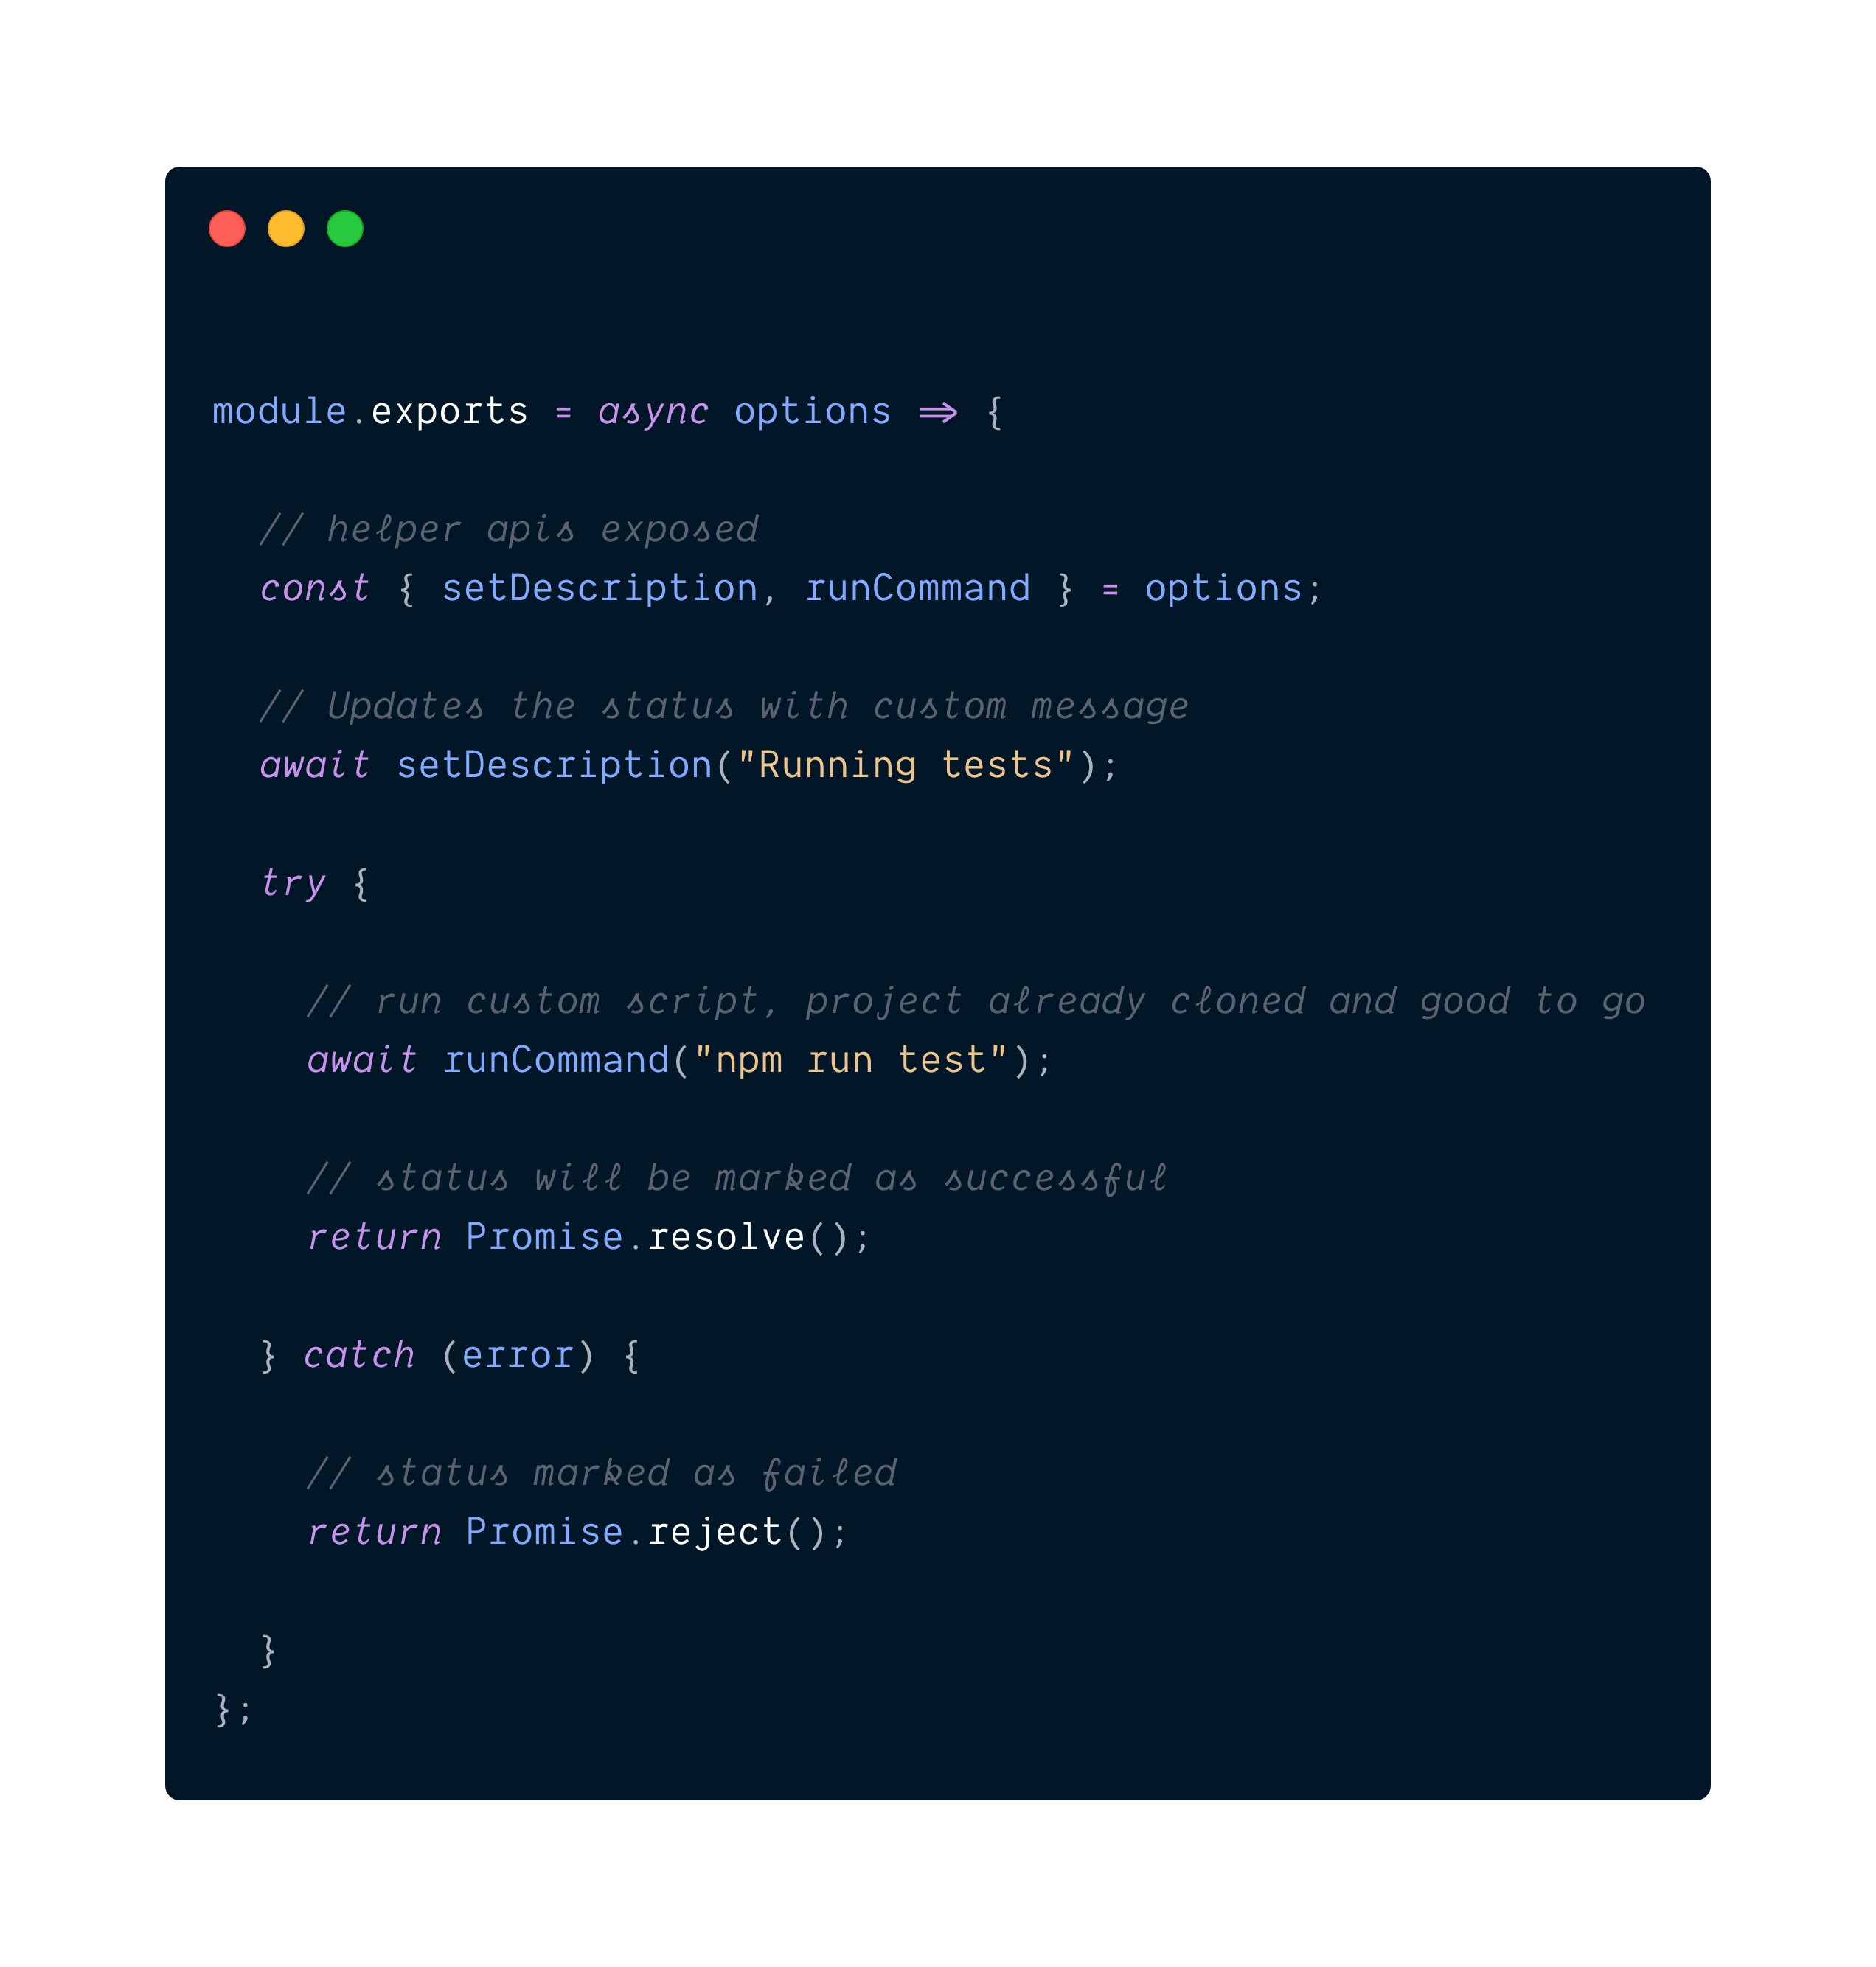 module.exports = async options => {
// helper apis exposed
const { setDescription, runCommand } = options;
// Updates the status with custom message
await setDescription("Running tests");
try {
// run custom script, project already cloned and good to go
await runCommand("npm run test");
// status will be marked as successful
return Promise.resolve();
} catch (error) {
// status marked as failed
return Promise.reject();
}
};